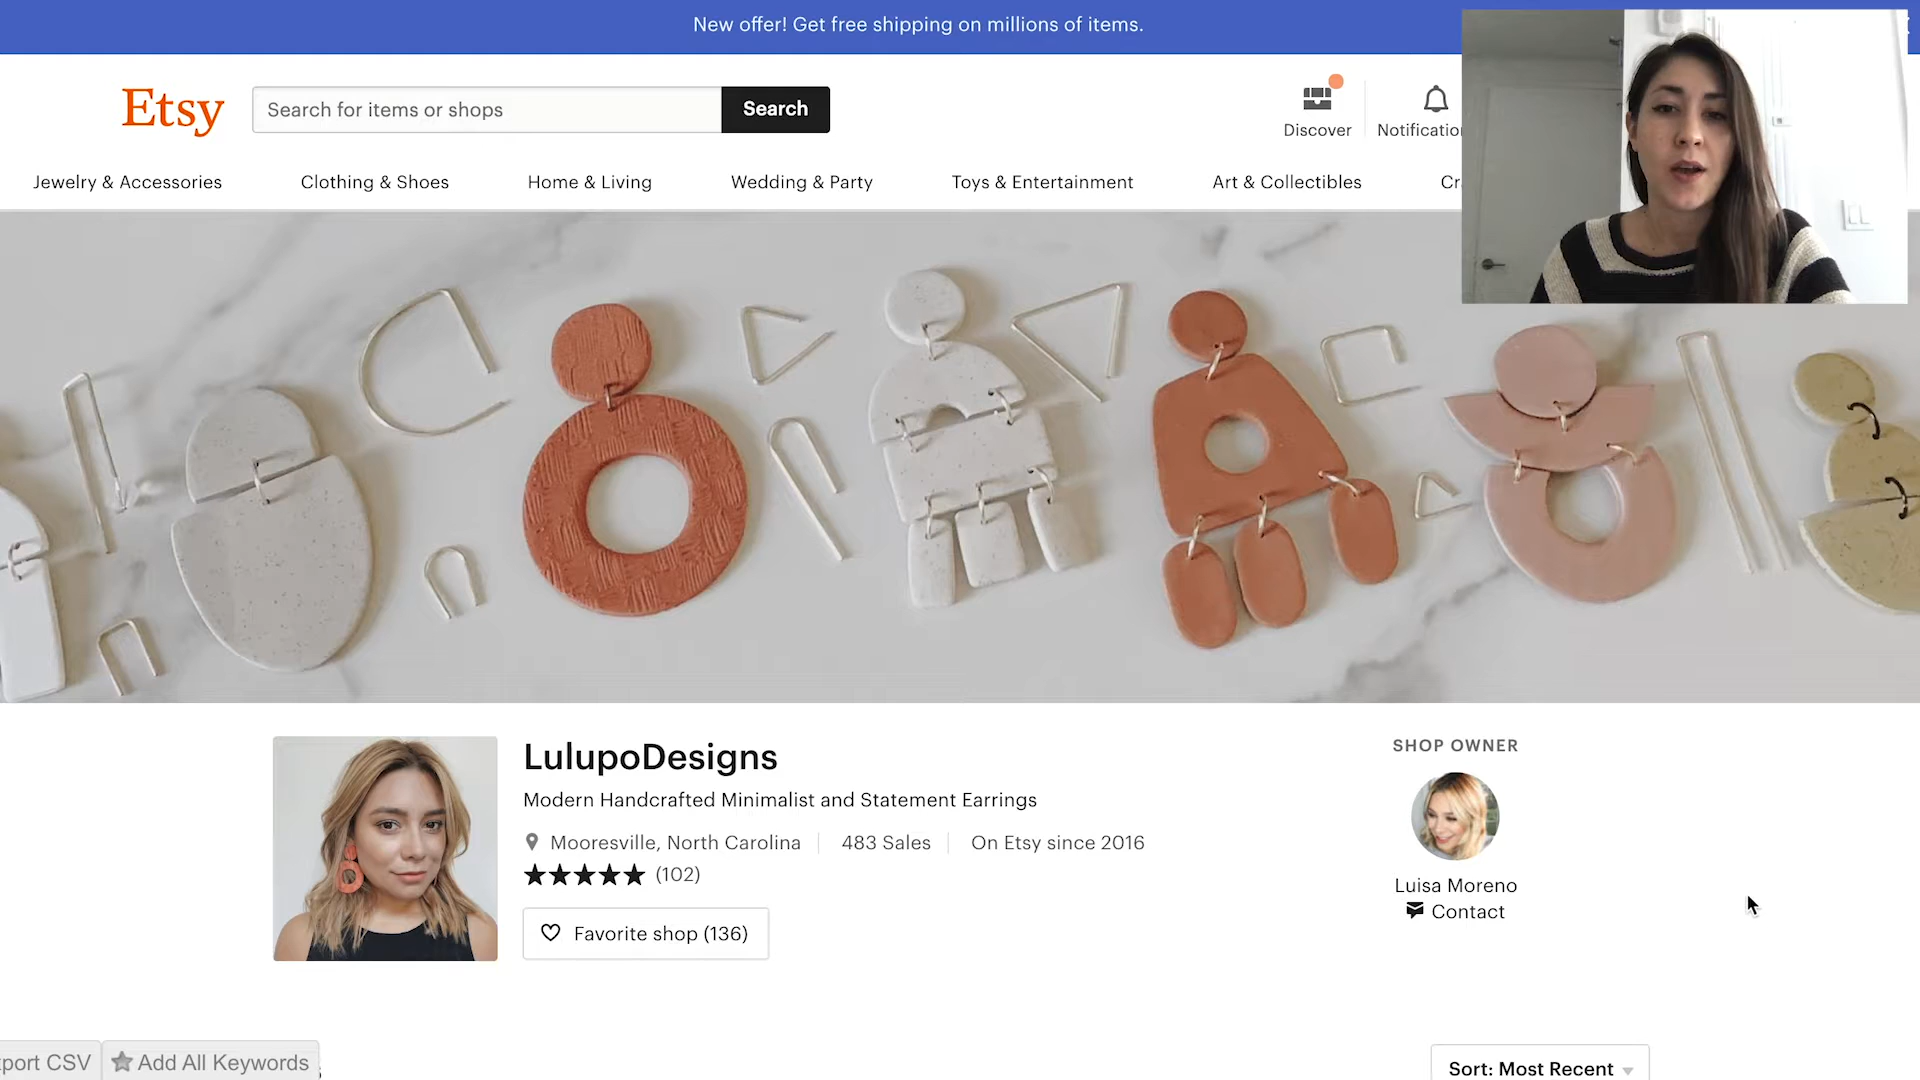 New offer! Get free shipping on millions of items.
Etsy
Search for items or shops
Search
Discover
Notificatio
Jewelry & Accessories
Clothing & Shoes
Home & Living
Wedding & Party
Toys & Entertainment
Art & Collectibles
Cr
LulupoDesigns
Modern Handcrafted Minimalist and Statement Earrings
Mooresville, North Carolina
483 Sales
On Etsy since 2016
(102)
Favorite shop (136)
SHOP OWNER
Luisa Moreno
Contact
port CSV
Add All Keywords
Sort: Most Recent